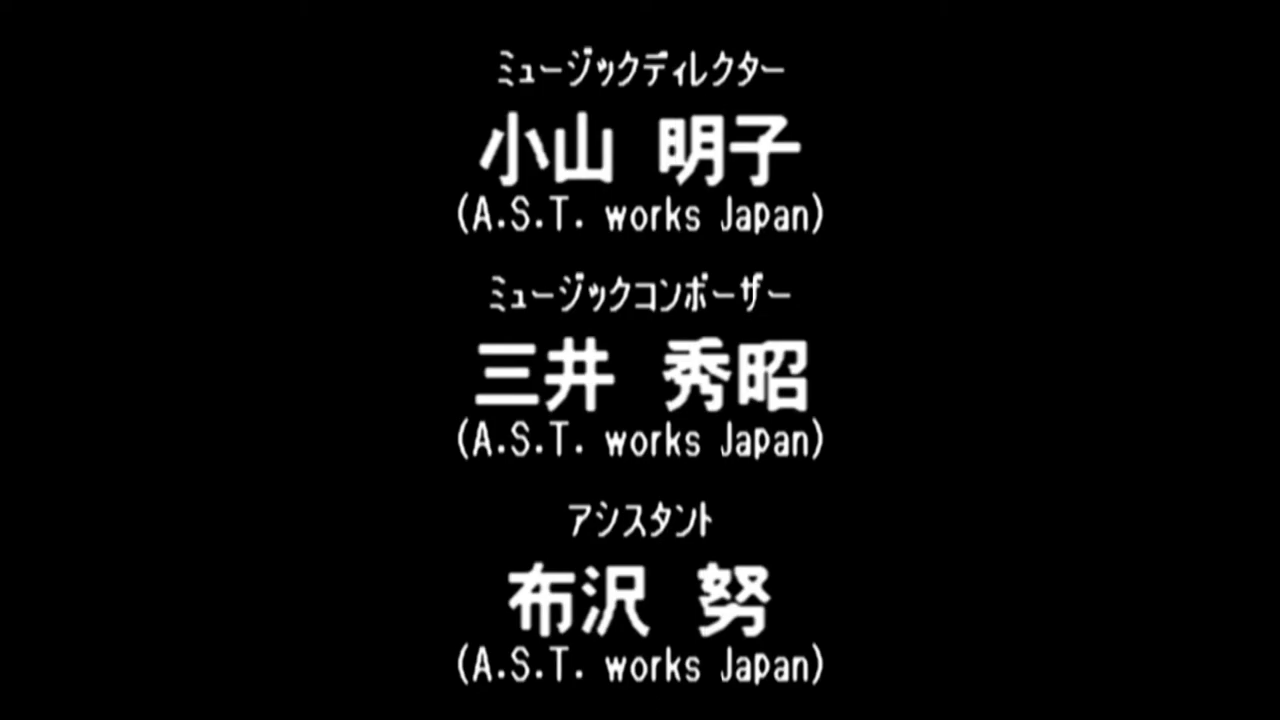 ミュージックディレクター
小山 明子
(A.S.T. works Japan)
ミュージックコンポーザー
三井 秀昭
(A.S.T. works Japan)
アシスタント
布沢 努
(A.S.T. works Japan)